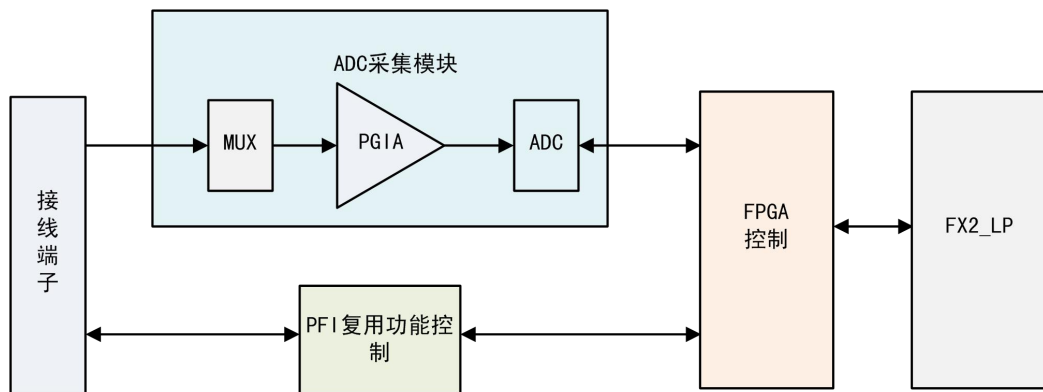 ADC采集模块
MUX
PGIA
ADC
接
线
端
子
FPGA
控制
FX2_LP
PFI复用功能控
制